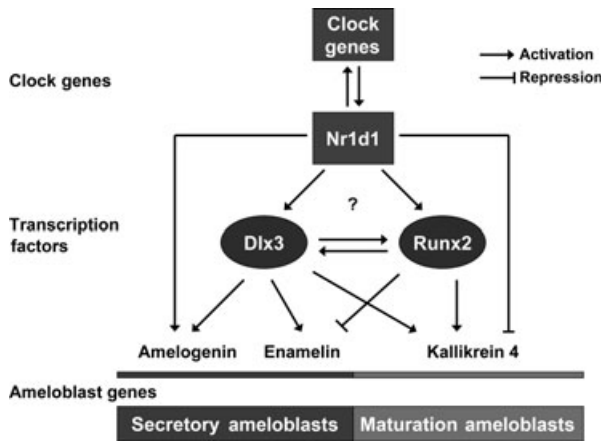 Clock
genes
Activation
Repression
Clock genes
Nr1d1
?
Transcription
factors
Dlx3
Runx2
Amelogenin
Enamelin
Kallikrein 4
Ameloblast genes
Secretory ameloblasts
Maturation ameloblasts